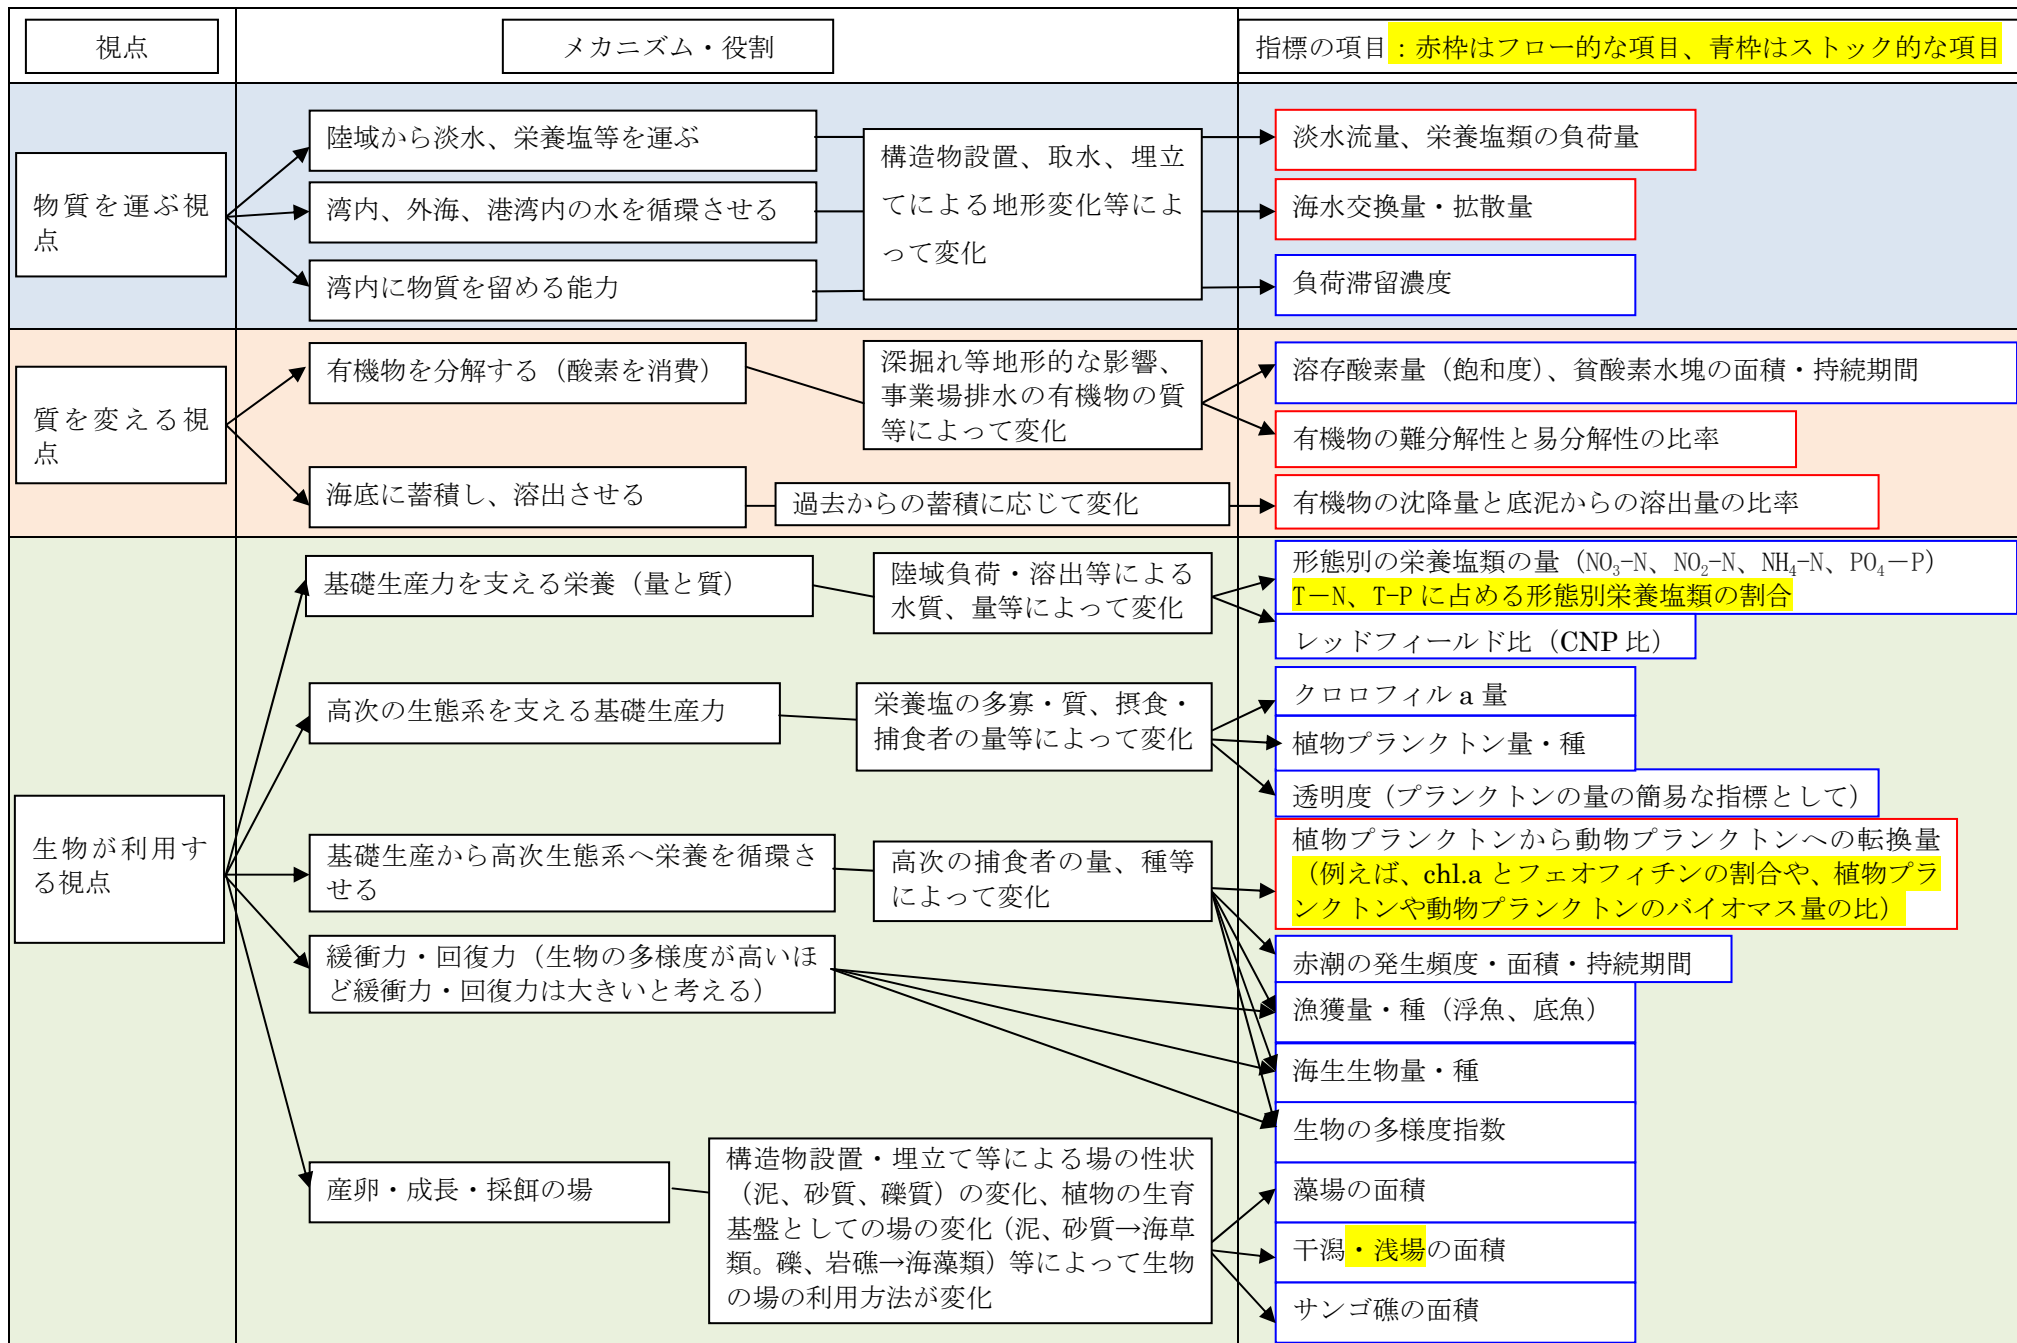 視点
メカニズム・役割
指標の項目：赤枠はフロー的な項目、青枠はストック的な項目
物質を運ぶ視
点
陸域から淡水、栄養塩等を運ぶ
湾内、外海、港湾内の水を循環させる
湾内に物質を留める能力
構造物設置、取水、埋立
てによる地形変化等によ
って変化
淡水流量、栄養塩類の負荷量
海水交換量・拡散量
負荷滞留濃度
質を変える視
点
有機物を分解する（酸素を消費）
深掘れ等地形的な影響、
事業場排水の有機物の質
等によって変化
溶存酸素量（飽和度）、貧酸素水塊の面積・持続期間
有機物の難分解性と易分解性の比率
海底に蓄積し、溶出させる
過去からの蓄積に応じて変化
有機物の沈降量と底泥からの溶出量の比率
生物が利用す
る視点
基礎生産力を支える栄養（量と質）
陸域負荷・溶出等による
水質、量等によって変化
形態別の栄養塩類の量（NO₃-N、NO₂-N、NH₄-N、PO₄－P）
T－N、T-P に占める形態別栄養塩類の割合
レッドフィールド比（CNP 比）
高次の生態系を支える基礎生産力
栄養塩の多寡・質、摂食・
捕食者の量等によって変化
クロロフィル a 量
植物プランクトン量・種
透明度（プランクトンの量の簡易な指標として）
基礎生産から高次生態系へ栄養を循環さ
せる
高次の捕食者の量、種等
によって変化
植物プランクトンから動物プランクトンへの転換量
（例えば、chl.a とフェオフィチンの割合や、植物プラ
ンクトンや動物プランクトンのバイオマス量の比）
緩衝力・回復力（生物の多様度が高いほ
ど緩衝力・回復力は大きいと考える）
赤潮の発生頻度・面積・持続期間
漁獲量・種（浮魚、底魚）
海生生物量・種
生物の多様度指数
産卵・成長・採餌の場
構造物設置・埋立て等による場の性状
（泥、砂質、礫質）の変化、植物の生育
基盤としての場の変化（泥、砂質→海草
類。礫、岩礁→海藻類）等によって生物
の場の利用方法が変化
藻場の面積
干潟・浅場の面積
サンゴ礁の面積